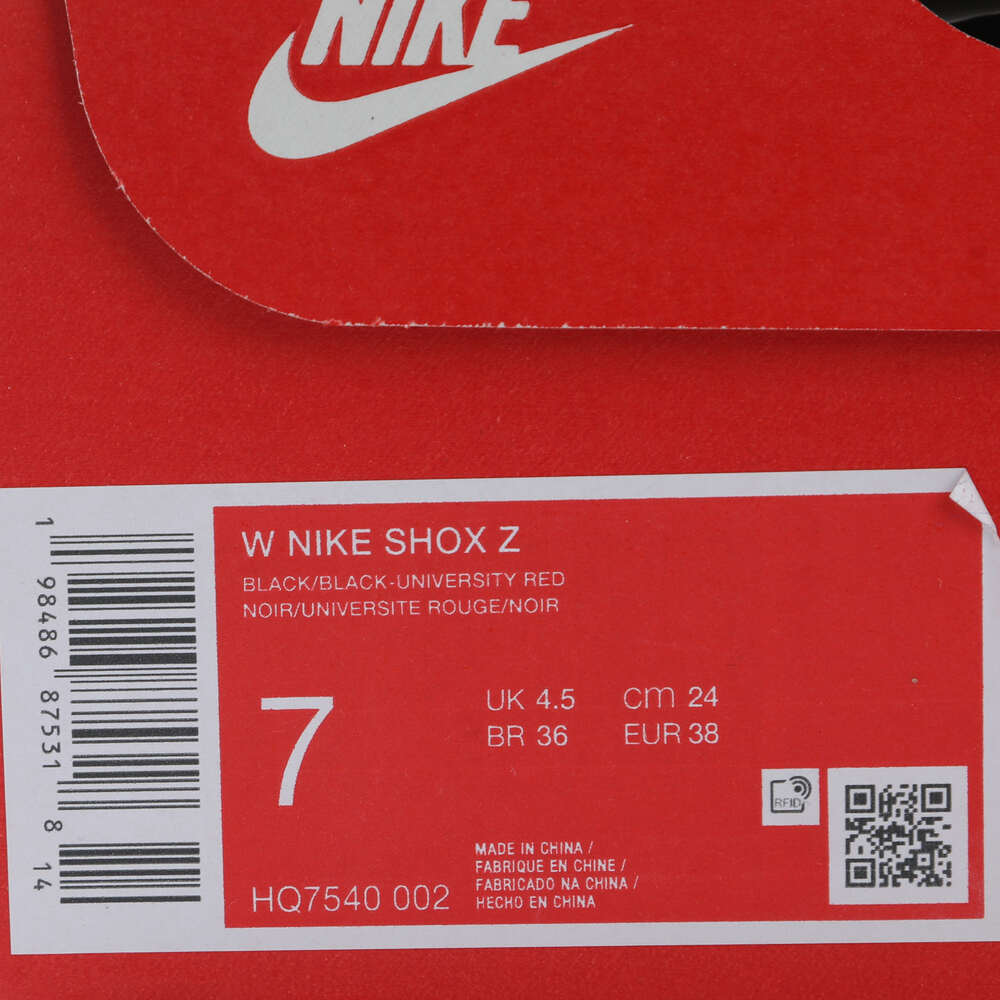 NIKE
W NIKE SHOX Z
BLACK/BLACK-UNIVERSITY RED
NOIR/UNIVERSITE ROUGE/NOIR
7
UK 4.5 cm 24
BR 36 EUR 38
RFID
HQ7540 002
MADE IN CHINA /
FABRIQUE EN CHINE /
FABRICADO NA CHINA /
HECHO EN CHINA
1 98486 87531 8 14